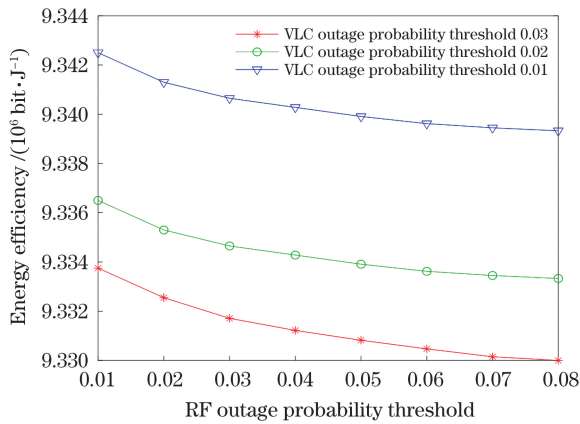 9.344
9.342
9.340
9.338
9.336
9.334
9.332
9.330
Energy efficiency /(10⁶ bit·J⁻¹)
VLC outage probability threshold 0.03
VLC outage probability threshold 0.02
VLC outage probability threshold 0.01
0.01 0.02 0.03 0.04 0.05 0.06 0.07 0.08
RF outage probability threshold